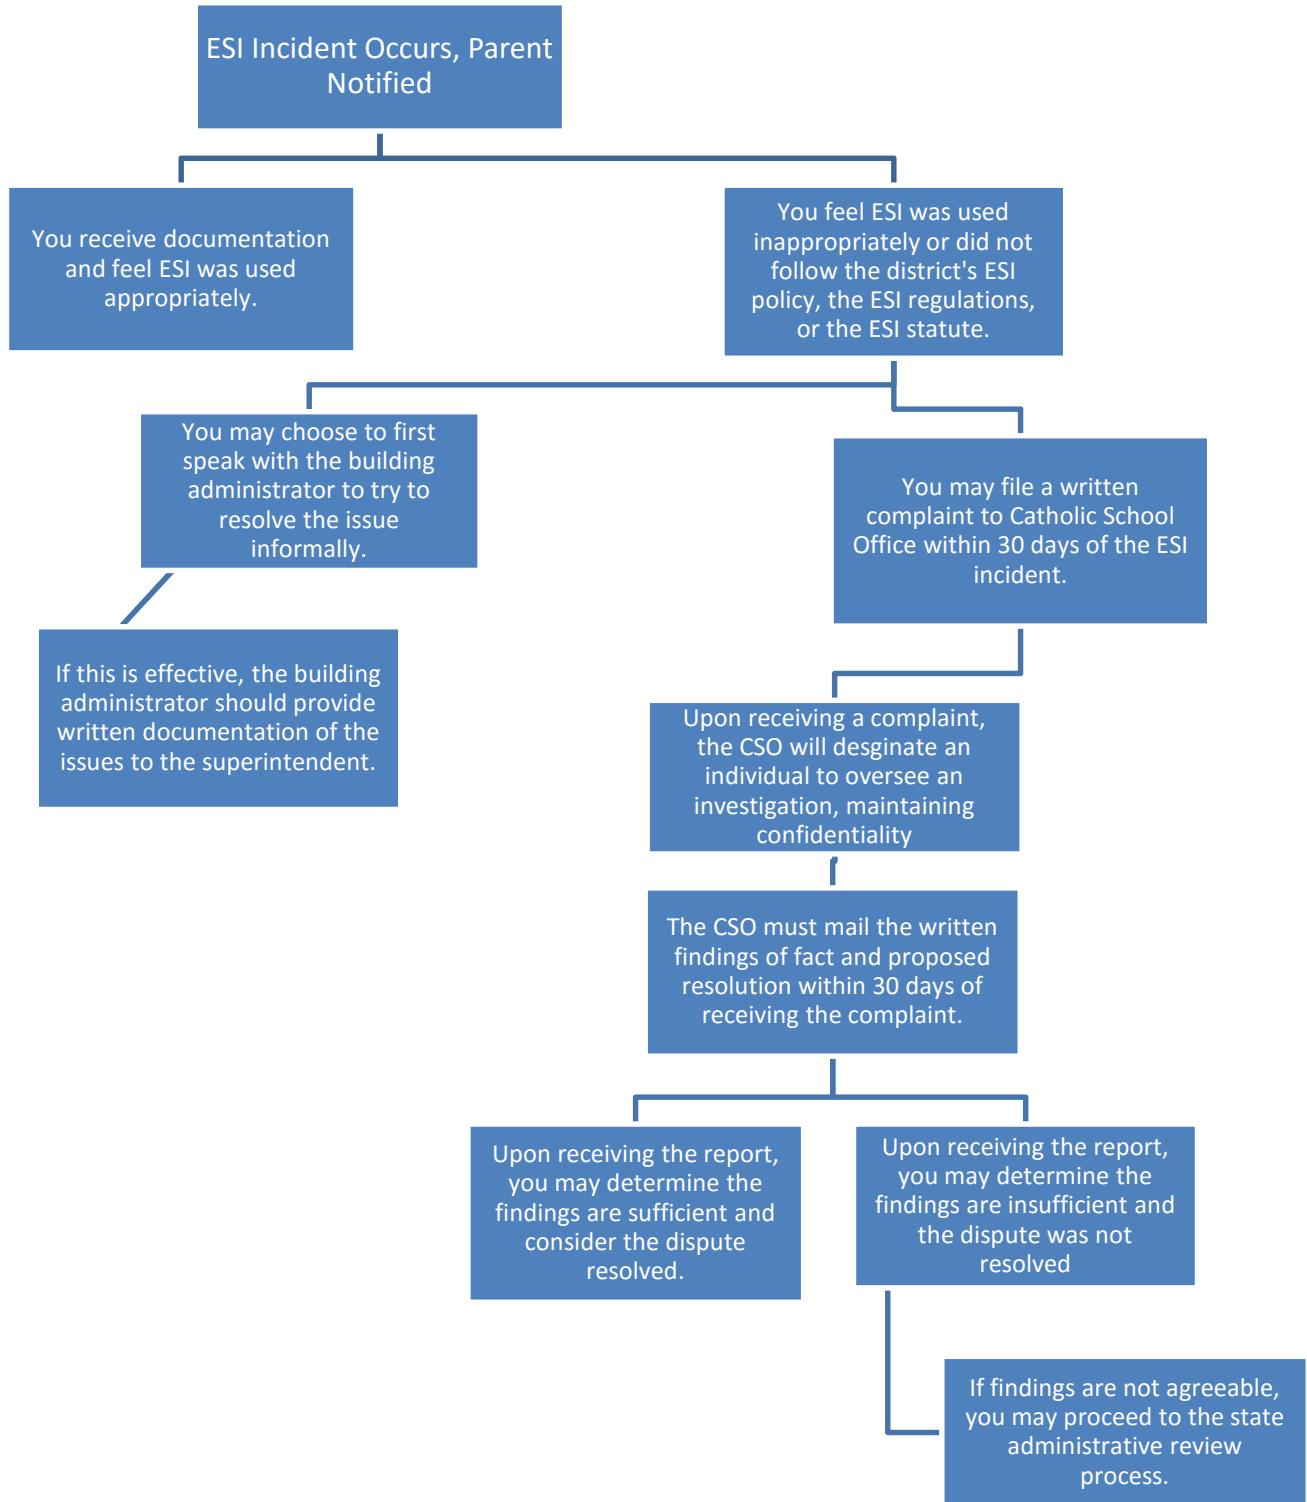 ESI Incident Occurs, Parent
Notified
You receive documentation
and feel ESI was used
appropriately.
You feel ESI was used
inappropriately or did not
follow the district's ESI
policy, the ESI regulations,
or the ESI statute.
You may choose to first
speak with the building
administrator to try to
resolve the issue
informally.
You may file a written
complaint to Catholic School
Office within 30 days of the ESI
incident.
If this is effective, the building
administrator should provide
written documentation of the
issues to the superintendent.
Upon receiving a complaint,
the CSO will desginate an
individual to oversee an
investigation, maintaining
confidentiality
The CSO must mail the written
findings of fact and proposed
resolution within 30 days of
receiving the complaint.
Upon receiving the report,
you may determine the
findings are sufficient and
consider the dispute
resolved.
Upon receiving the report,
you may determine the
findings are insufficient and
the dispute was not
resolved
If findings are not agreeable,
you may proceed to the state
administrative review
process.